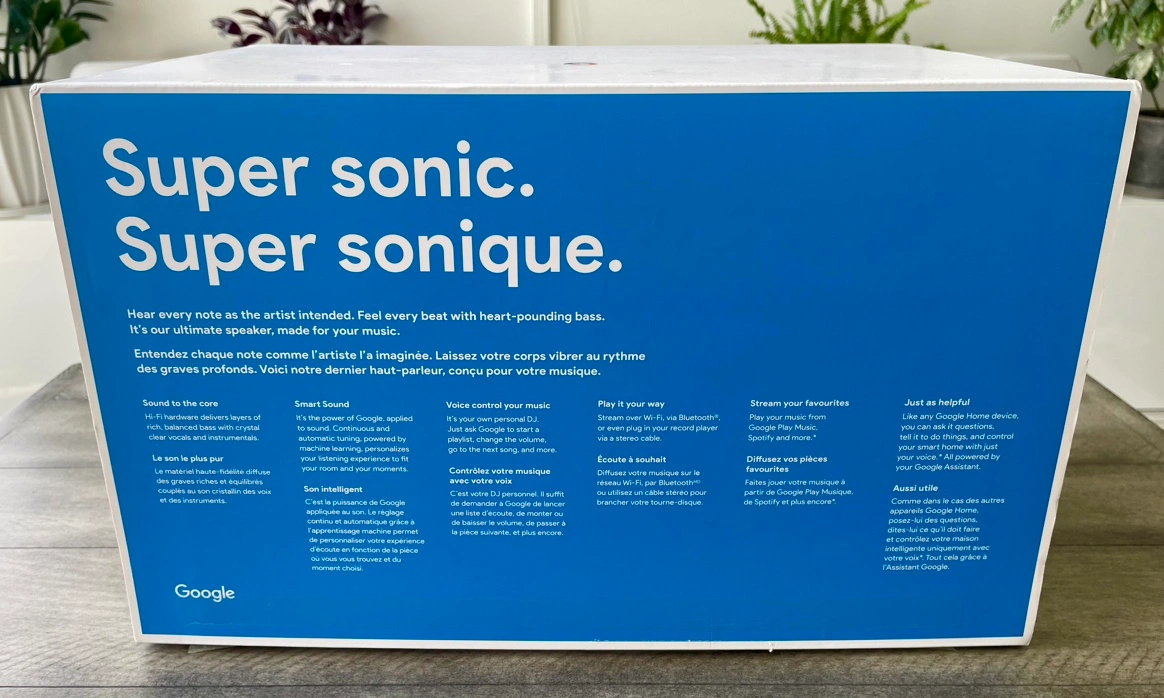 Super sonic.
Super sonique.
Hear every note as the artist intended. Feel every beat with heart-pounding bass.
It's our ultimate speaker, made for your music.
Entendez chaque note comme l'artiste l'a imaginée. Laissez votre corps vibrer au rythme
des graves profonds. Voici notre dernier haut-parleur, conçu pour votre musique.
Sound to the core
Hi-Fi hardware delivers layers of
rich, balanced bass with crystal
clear vocals and instrumentals.
Le son le plus pur
Le matériel haute-fidélité diffuse
des graves riches et équilibrés
couplés au son cristallin des voix
et des instruments.
Smart Sound
It's the power of Google, applied
to sound. Continuous and
automatic tuning, powered by
machine learning, personalizes
your listening experience to fit
your room and your moments.
Son intelligent
C'est la puissance de Google
appliquée au son. Le réglage
continu et automatique grâce à
l'apprentissage machine permet
de personnaliser votre expérience
d'écoute en fonction de la pièce
où vous vous trouvez et du
moment choisi.
Voice control your music
It's your own personal DJ.
Just ask Google to start a
playlist, change the volume,
go to the next song, and more.
Contrôlez votre musique
avec votre voix
C'est votre DJ personnel. Il suffit
de demander à Google de lancer
une liste d'écoute, de monter ou
de baisser le volume, de passer à
la pièce suivante, et plus encore.
Play it your way
Stream over Wi-Fi, via Bluetooth®,
or even plug in your record player
via a stereo cable.
Écoute à souhait
Diffusez votre musique sur le
réseau Wi-Fi, par Bluetooth
ou utilisez un câble stéréo pour
brancher votre tourne-disque.
Stream your favourites
Play your music from
Google Play Music,
Spotify and more.*
Diffusez vos pièces
favourites
Faites jouer votre musique à
partir de Google Play Musique,
de Spotify et plus encore*.
Just as helpful
Like any Google Home device,
you can ask it questions,
tell it to do things, and control
your smart home with just
your voice.* All powered by
your Google Assistant.
Aussi utile
Comme dans le cas des autres
appareils Google Home,
posez-lui des questions,
dites-lui ce qu'il doit faire
et contrôlez votre maison
intelligente uniquement avec
votre voix*. Tout cela grâce à
l'Assistant Google.
Google